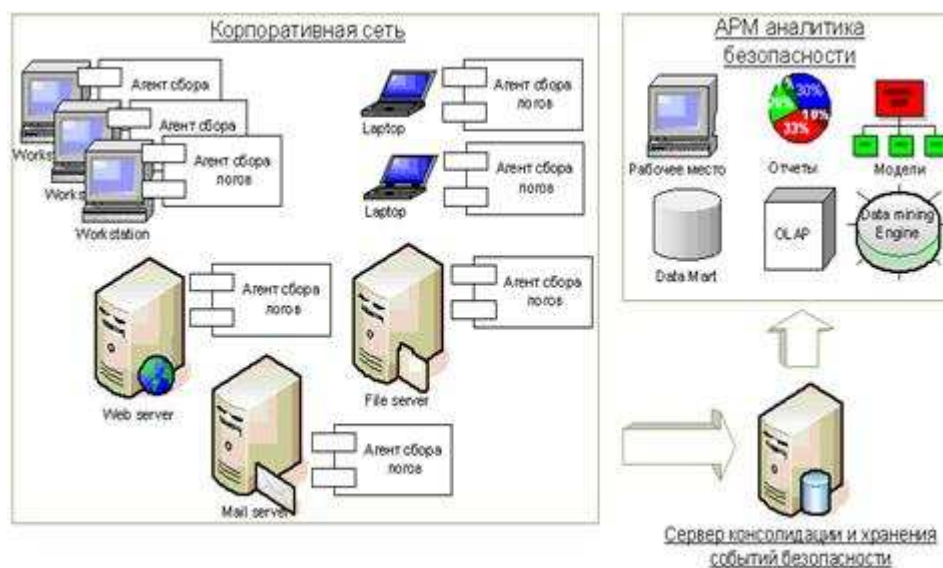 Корпоративная сеть
Агент сбора
Агент сбора
Агент сбора
логов
Works
Works
Workstation
Агент сбора
логов
Laptop
Агент сбора
логов
Laptop
Агент сбора
логов
Web server
Агент сбора
логов
File server
Агент сбора
логов
Mail server
АРМ аналитика
безопасности
30%
33%
Рабочее место
Отчеты
Модели
Data Mart
OLAP
Data mining
Engine
Сервер консолидации и хранения
событий безопасности